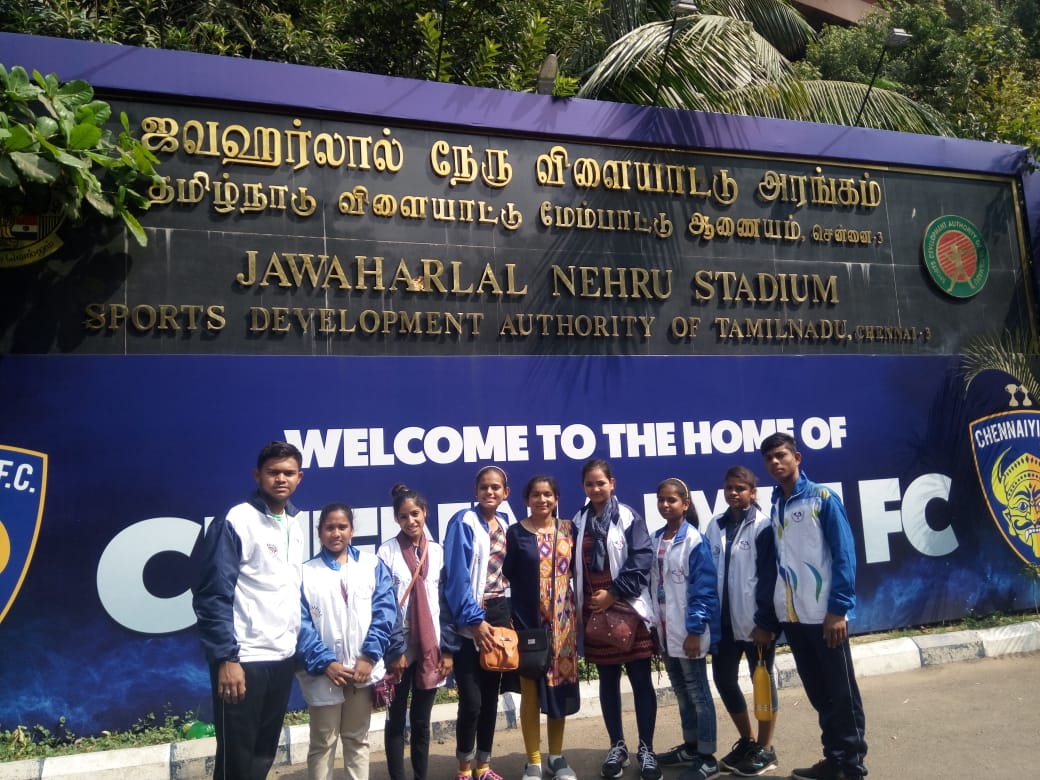 ஜவஹர்லால் நேரு விளையாட்டு அரங்கம்
தமிழ்நாடு விளையாட்டு மேம்பாட்டு ஆணையம், சென்னை-3
JAWAHARLAL NEHRU STADIUM
SPORTS DEVELOPMENT AUTHORITY OF TAMILNADU, CHENNAI-3
WELCOME TO THE HOME OF
FC
F.C.
CHENNAIYI